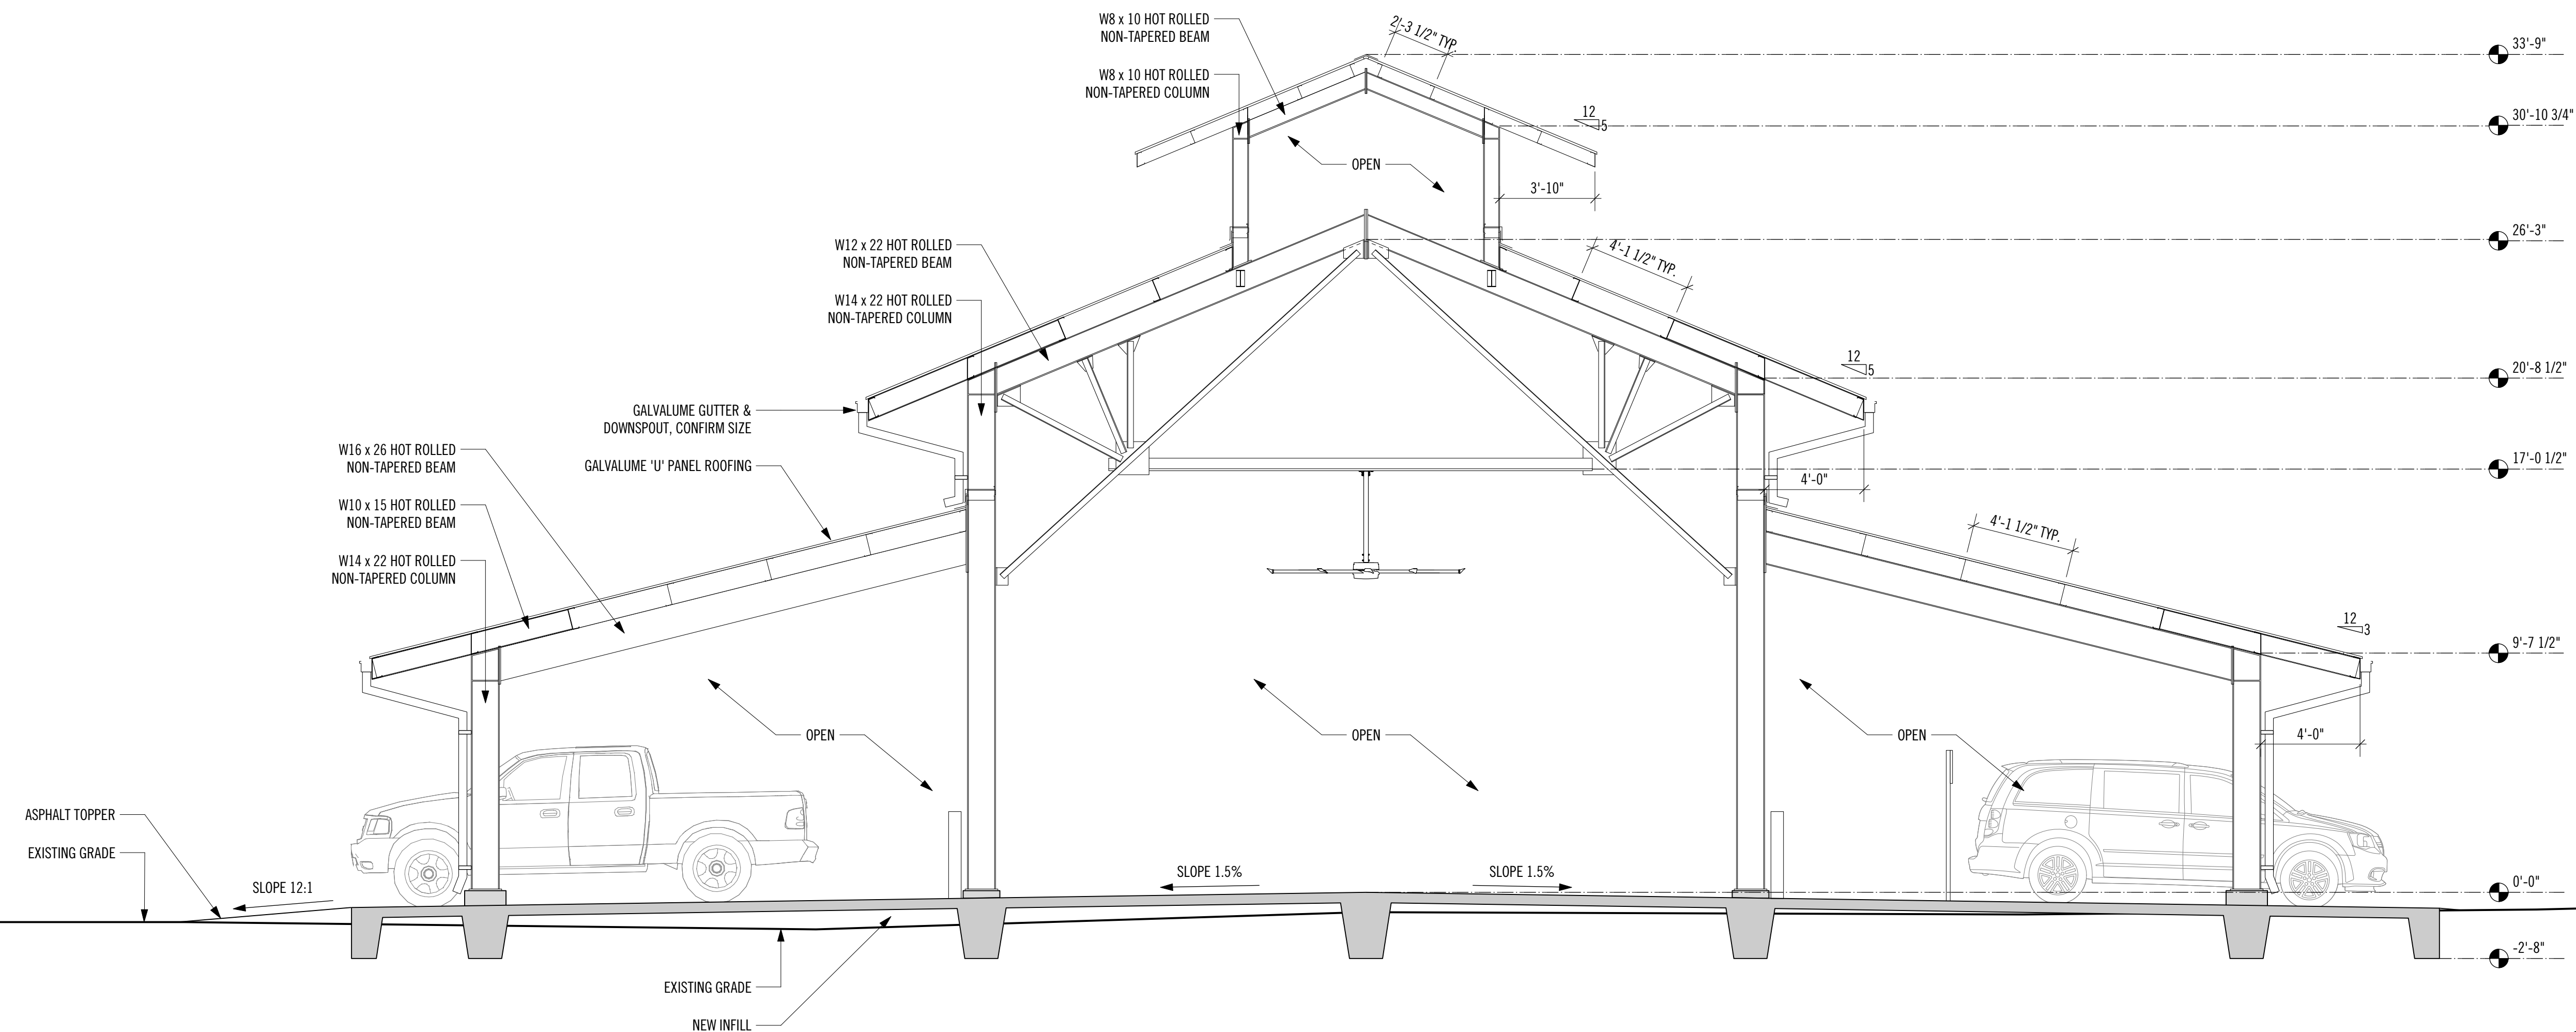 W8 x 10 HOT ROLLED
NON-TAPERED BEAM
2'-3 1/2" TYP.
33'-9"
W8 x 10 HOT ROLLED
NON-TAPERED COLUMN
12
5
30'-10 3/4"
OPEN
3'-10"
W12 x 22 HOT ROLLED
NON-TAPERED BEAM
4'-1 1/2" TYP.
26'-3"
W14 x 22 HOT ROLLED
NON-TAPERED COLUMN
12
5
20'-8 1/2"
GALVALUME GUTTER &
DOWNSPOUT, CONFIRM SIZE
W16 x 26 HOT ROLLED
NON-TAPERED BEAM
GALVALUME 'U' PANEL ROOFING
17'-0 1/2"
4'-0"
W10 x 15 HOT ROLLED
NON-TAPERED BEAM
4'-1 1/2" TYP.
W14 x 22 HOT ROLLED
NON-TAPERED COLUMN
12
3
9'-7 1/2"
OPEN
OPEN
OPEN
4'-0"
ASPHALT TOPPER
EXISTING GRADE
SLOPE 12:1
SLOPE 1.5%
SLOPE 1.5%
0'-0"
-2'-8"
EXISTING GRADE
NEW INFILL